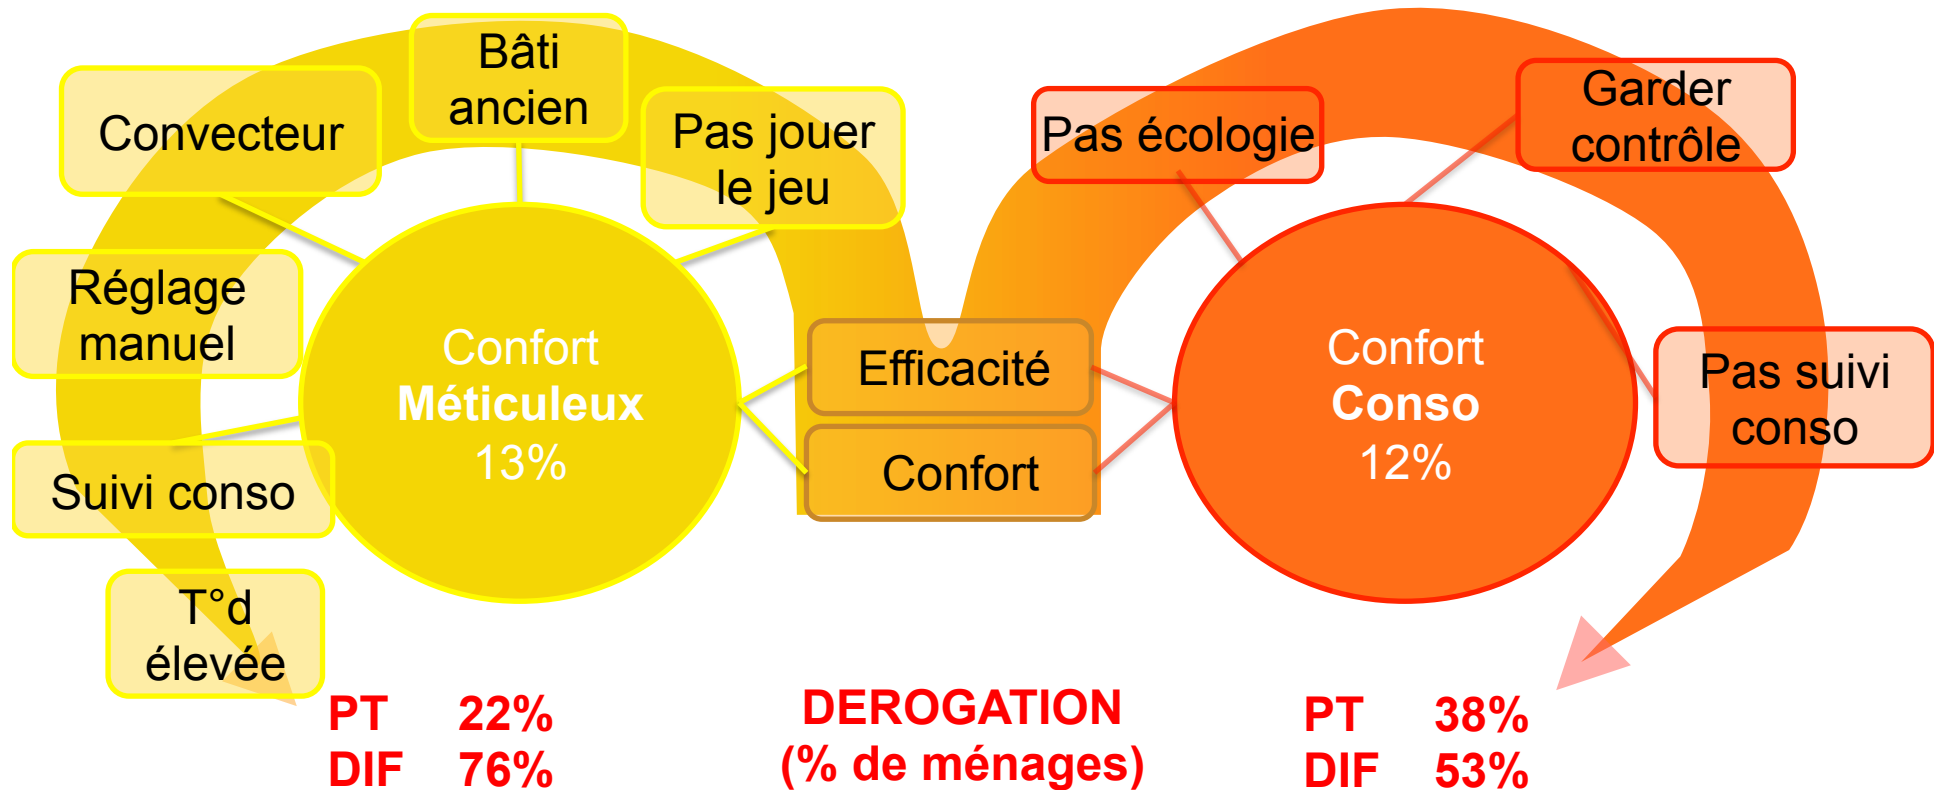 Bâti
ancien
Convecteur
Pas jouer
le jeu
Réglage
manuel
Suivi conso
T°d
élevée
Confort
Méticuleux
13%
Efficacité
Confort
Pas écologie
Garder
contrôle
Pas suivi
conso
Confort
Conso
12%
PT 22%
DIF 76%
DEROGATION
(% de ménages)
PT 38%
DIF 53%